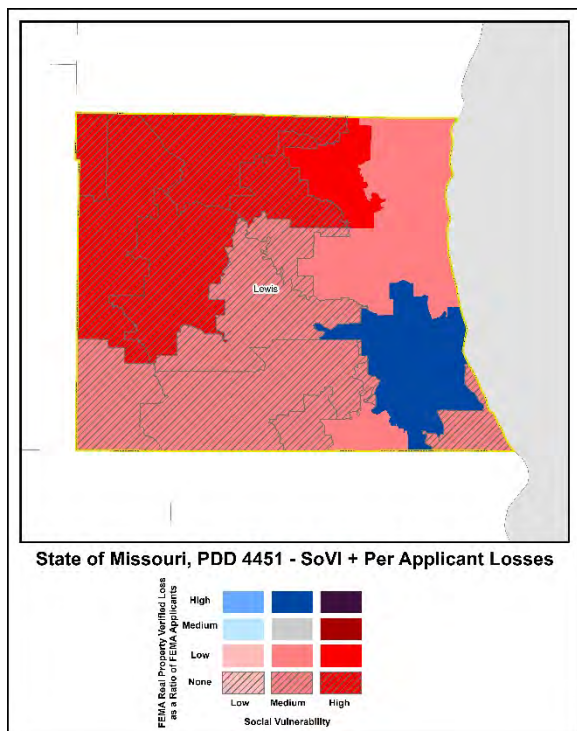 Lewis
State of Missouri, PDD 4451 - SoVI + Per Applicant Losses
FEMA Real Property Verified Loss
as a Ratio of FEMA Applicants
High
Medium
Low
None
Low Medium High
Social Vulnerability